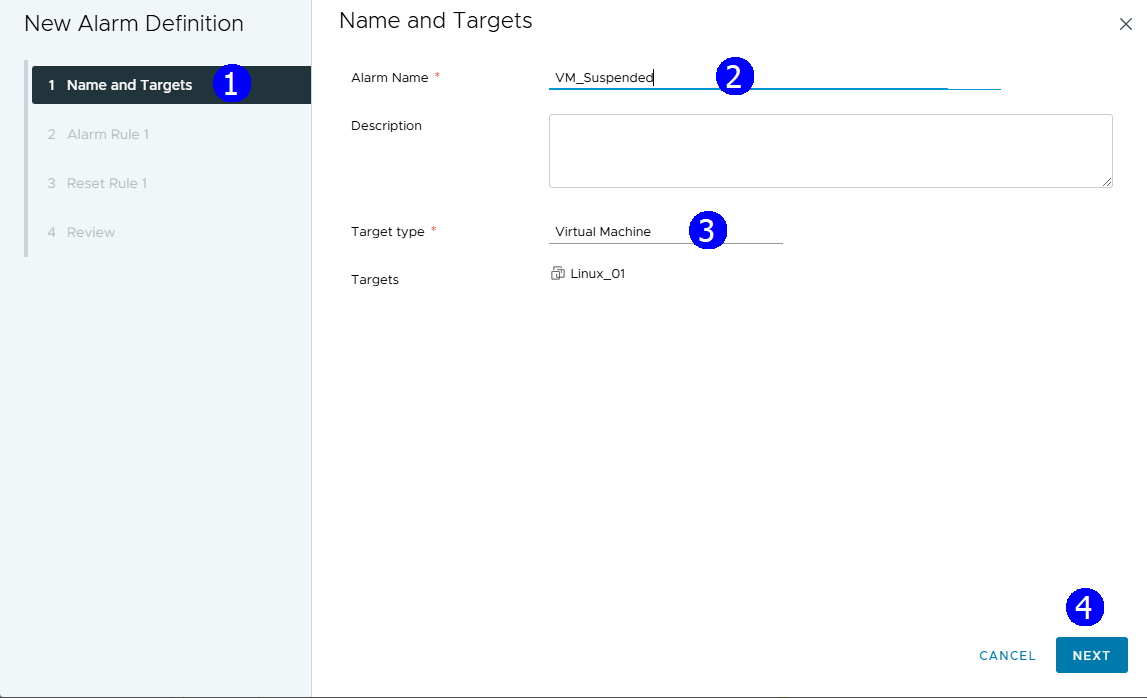 New Alarm Definition
1 Name and Targets 1
2 Alarm Rule 1
3 Reset Rule 1
4 Review
Name and Targets
Alarm Name * VM_Suspended 2
Description
Target type * Virtual Machine 3
Targets Linux_01
4
CANCEL NEXT